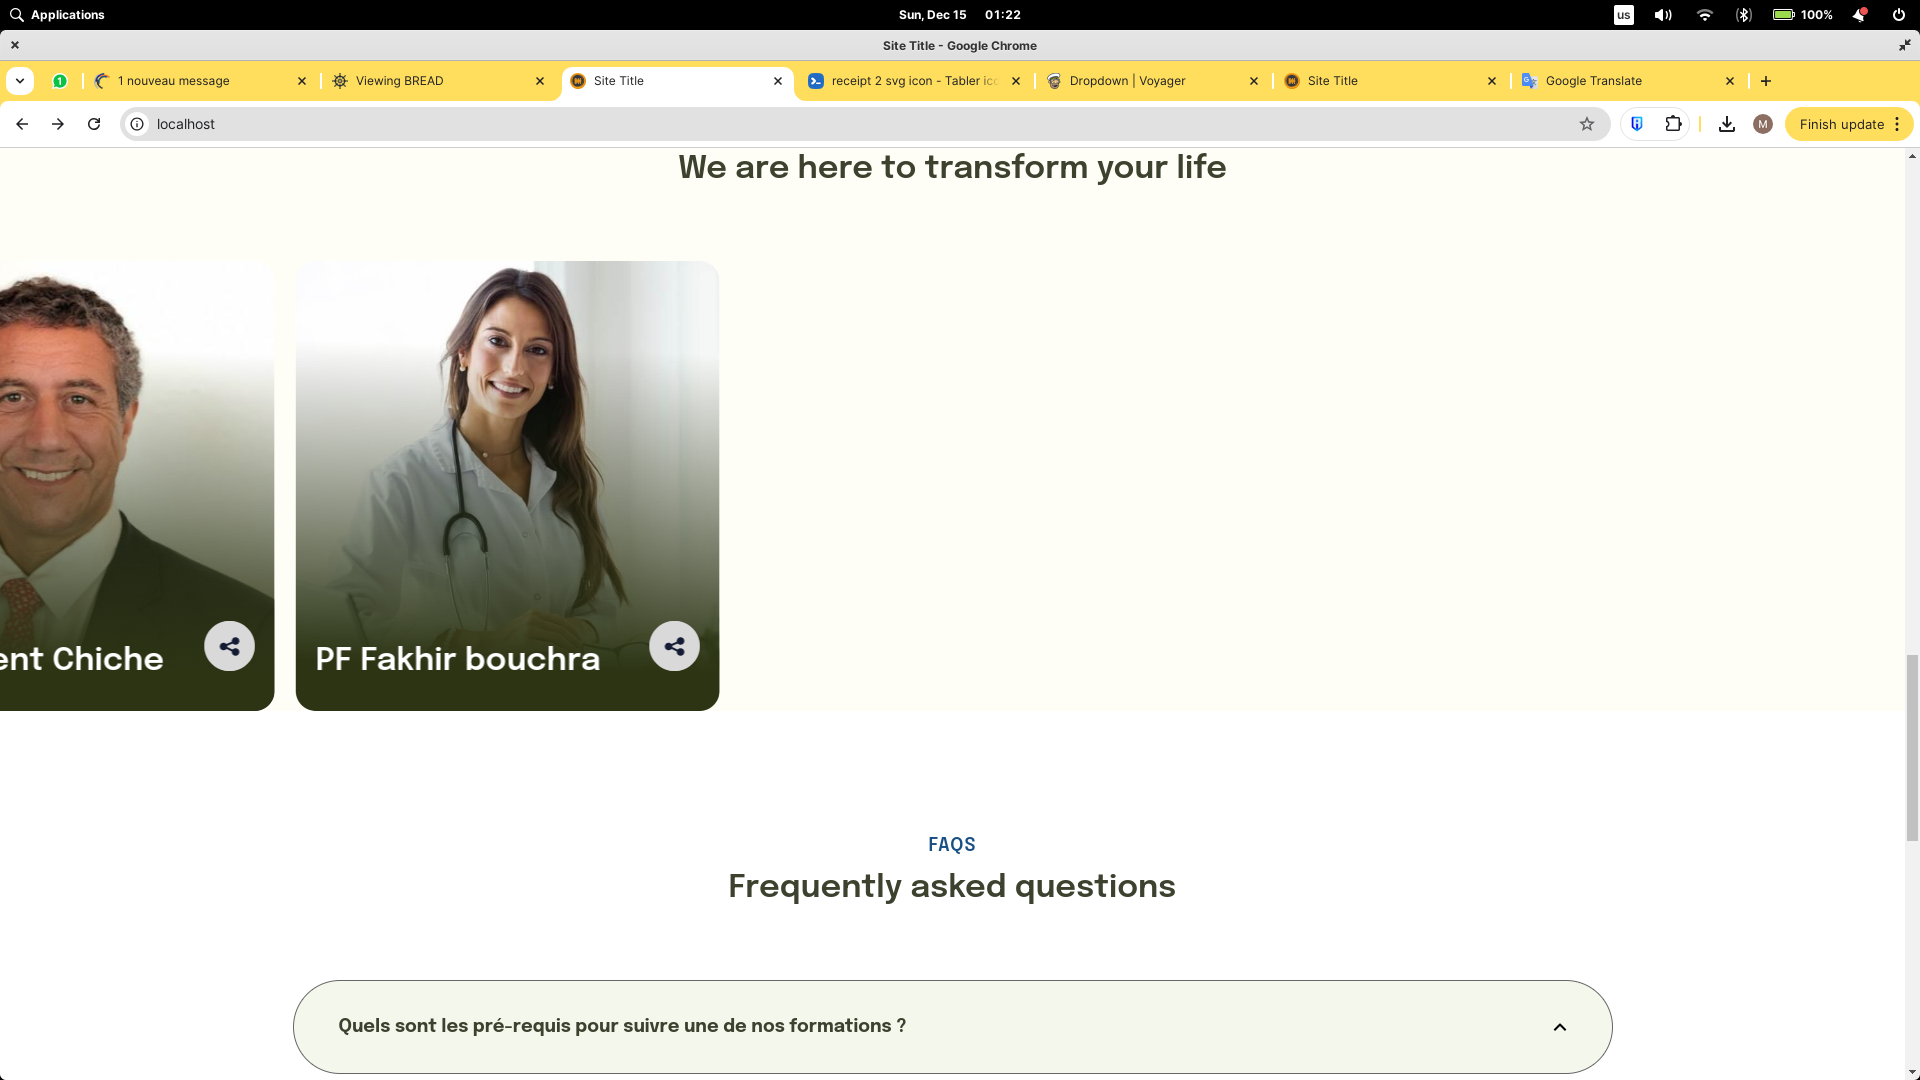 Applications
Sun, Dec 15 01:22
us
100%
Site Title - Google Chrome
1
1 nouveau message
Viewing BREAD
Site Title
receipt 2 svg icon - Tabler ic
Dropdown | Voyager
Site Title
Google Translate
localhost
M
Finish update
We are here to transform your life
ent Chiche
PF Fakhir bouchra
FAQS
Frequently asked questions
Quels sont les pré-requis pour suivre une de nos formations ?